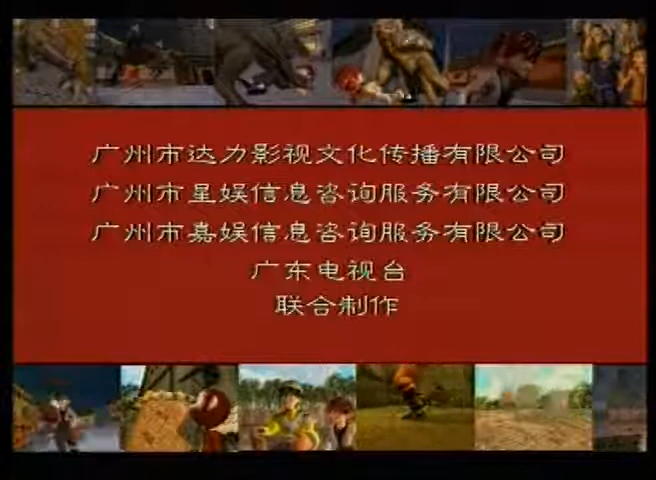 广州市达力影视文化传播有限公司
广州市星娱信息咨询服务有限公司
广州市嘉娱信息咨询服务有限公司
广东电视台
联合制作